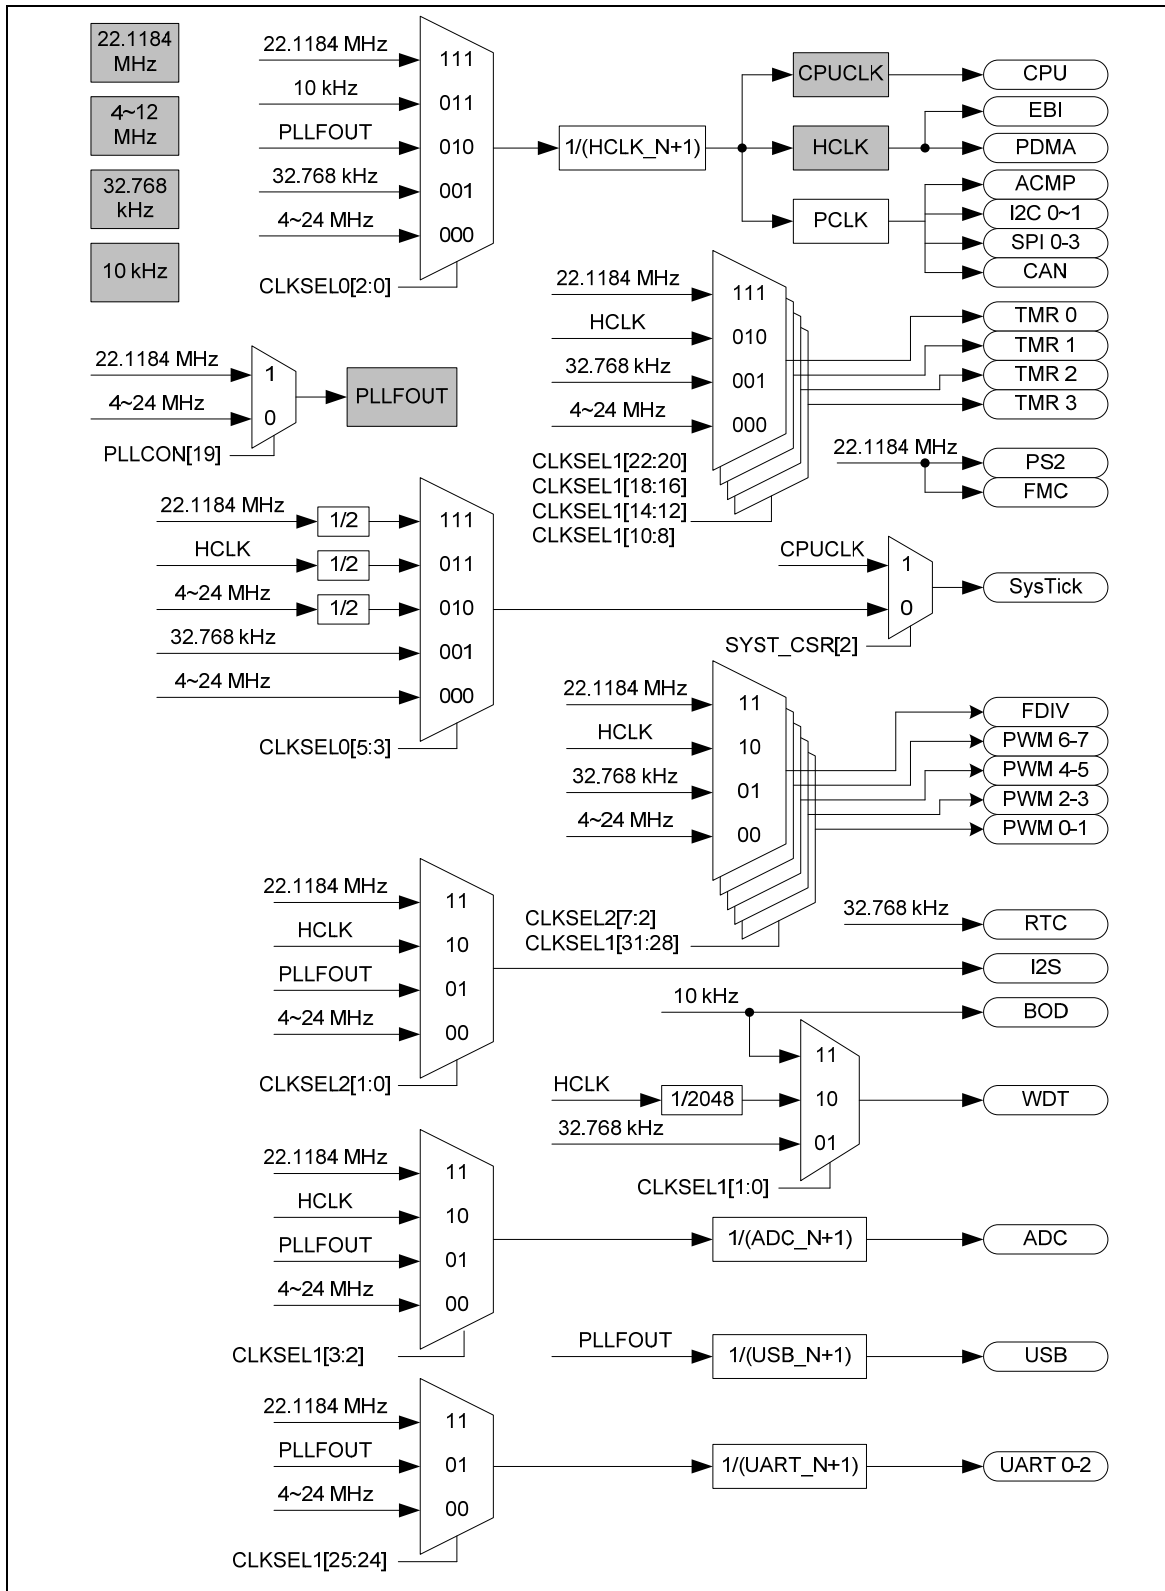 22.1184
MHz
4~12
MHz
32.768
kHz
10 kHz
22.1184 MHz
10 kHz
PLLFOUT
32.768 kHz
4~24 MHz
111
011
010
001
000
CLKSEL0[2:0]
1/(HCLK_N+1)
CPUCLK
HCLK
PCLK
CPU
EBI
PDMA
ACMP
I2C 0~1
SPI 0-3
CAN
22.1184 MHz
HCLK
32.768 kHz
4~24 MHz
111
010
001
000
CLKSEL1[22:20]
CLKSEL1[18:16]
CLKSEL1[14:12]
CLKSEL1[10:8]
TMR 0
TMR 1
TMR 2
TMR 3
22.1184 MHz
4~24 MHz
1
0
PLLCON[19]
PLLFOUT
22.1184 MHz
PS2
FMC
22.1184 MHz
HCLK
4~24 MHz
32.768 kHz
4~24 MHz
1/2
1/2
1/2
111
011
010
001
000
CLKSEL0[5:3]
CPUCLK
1
0
SYST_CSR[2]
SysTick
22.1184 MHz
HCLK
32.768 kHz
4~24 MHz
11
10
01
00
CLKSEL2[7:2]
CLKSEL1[31:28]
FDIV
PWM 6-7
PWM 4-5
PWM 2-3
PWM 0-1
22.1184 MHz
HCLK
PLLFOUT
4~24 MHz
11
10
01
00
CLKSEL2[1:0]
32.768 kHz
RTC
I2S
10 kHz
BOD
HCLK
1/2048
32.768 kHz
11
10
01
CLKSEL1[1:0]
WDT
22.1184 MHz
HCLK
PLLFOUT
4~24 MHz
11
10
01
00
CLKSEL1[3:2]
1/(ADC_N+1)
ADC
PLLFOUT
1/(USB_N+1)
USB
22.1184 MHz
PLLFOUT
4~24 MHz
11
01
00
CLKSEL1[25:24]
1/(UART_N+1)
UART 0-2